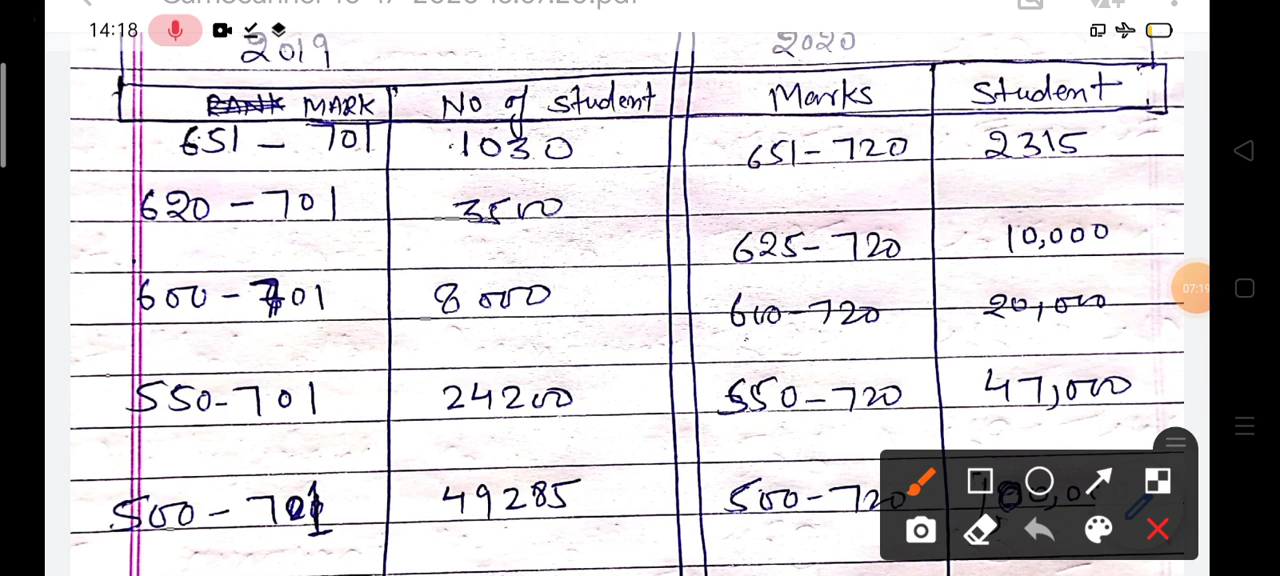 14:18
2019 2020
MARK No of student Marks Student
651 - 701 1030 651-720 2315
620 - 701 3500
625-720 10,000
600-701 8000 600-720 20,000
07:19
550-701 24200 550-720 47,000
500-701 49285 500-720